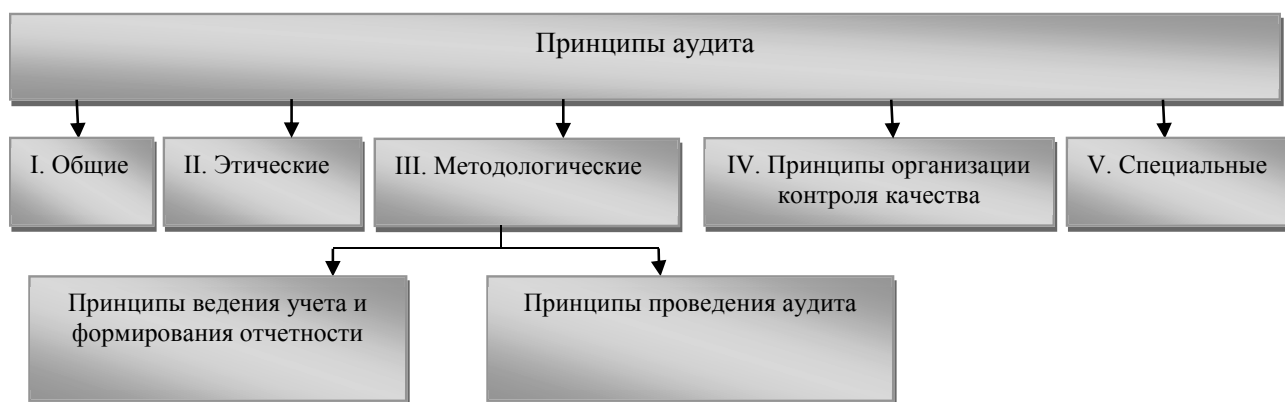 Принципы аудита
I. Общие
II. Этические
III. Методологические
IV. Принципы организации
контроля качества
V. Специальные
Принципы ведения учета и
формирования отчетности
Принципы проведения аудита